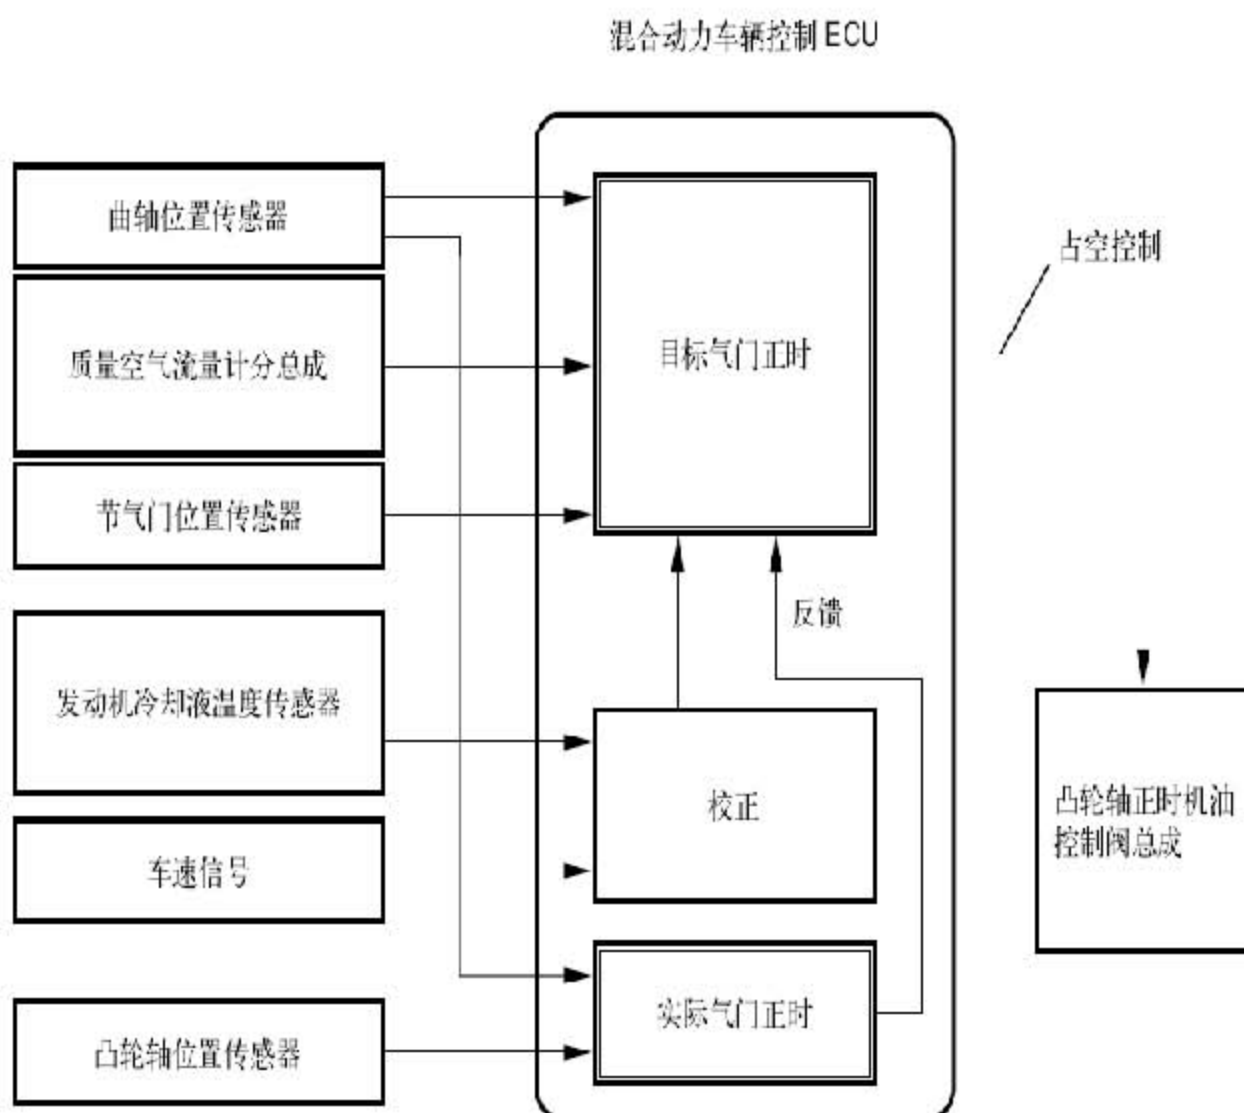 混合动力车辆控制 ECU
曲轴位置传感器
质量空气流量计分总成
节气门位置传感器
发动机冷却液温度传感器
车速信号
凸轮轴位置传感器
目标气门正时
反馈
校正
实际气门正时
占空控制
凸轮轴正时机油
控制阀总成